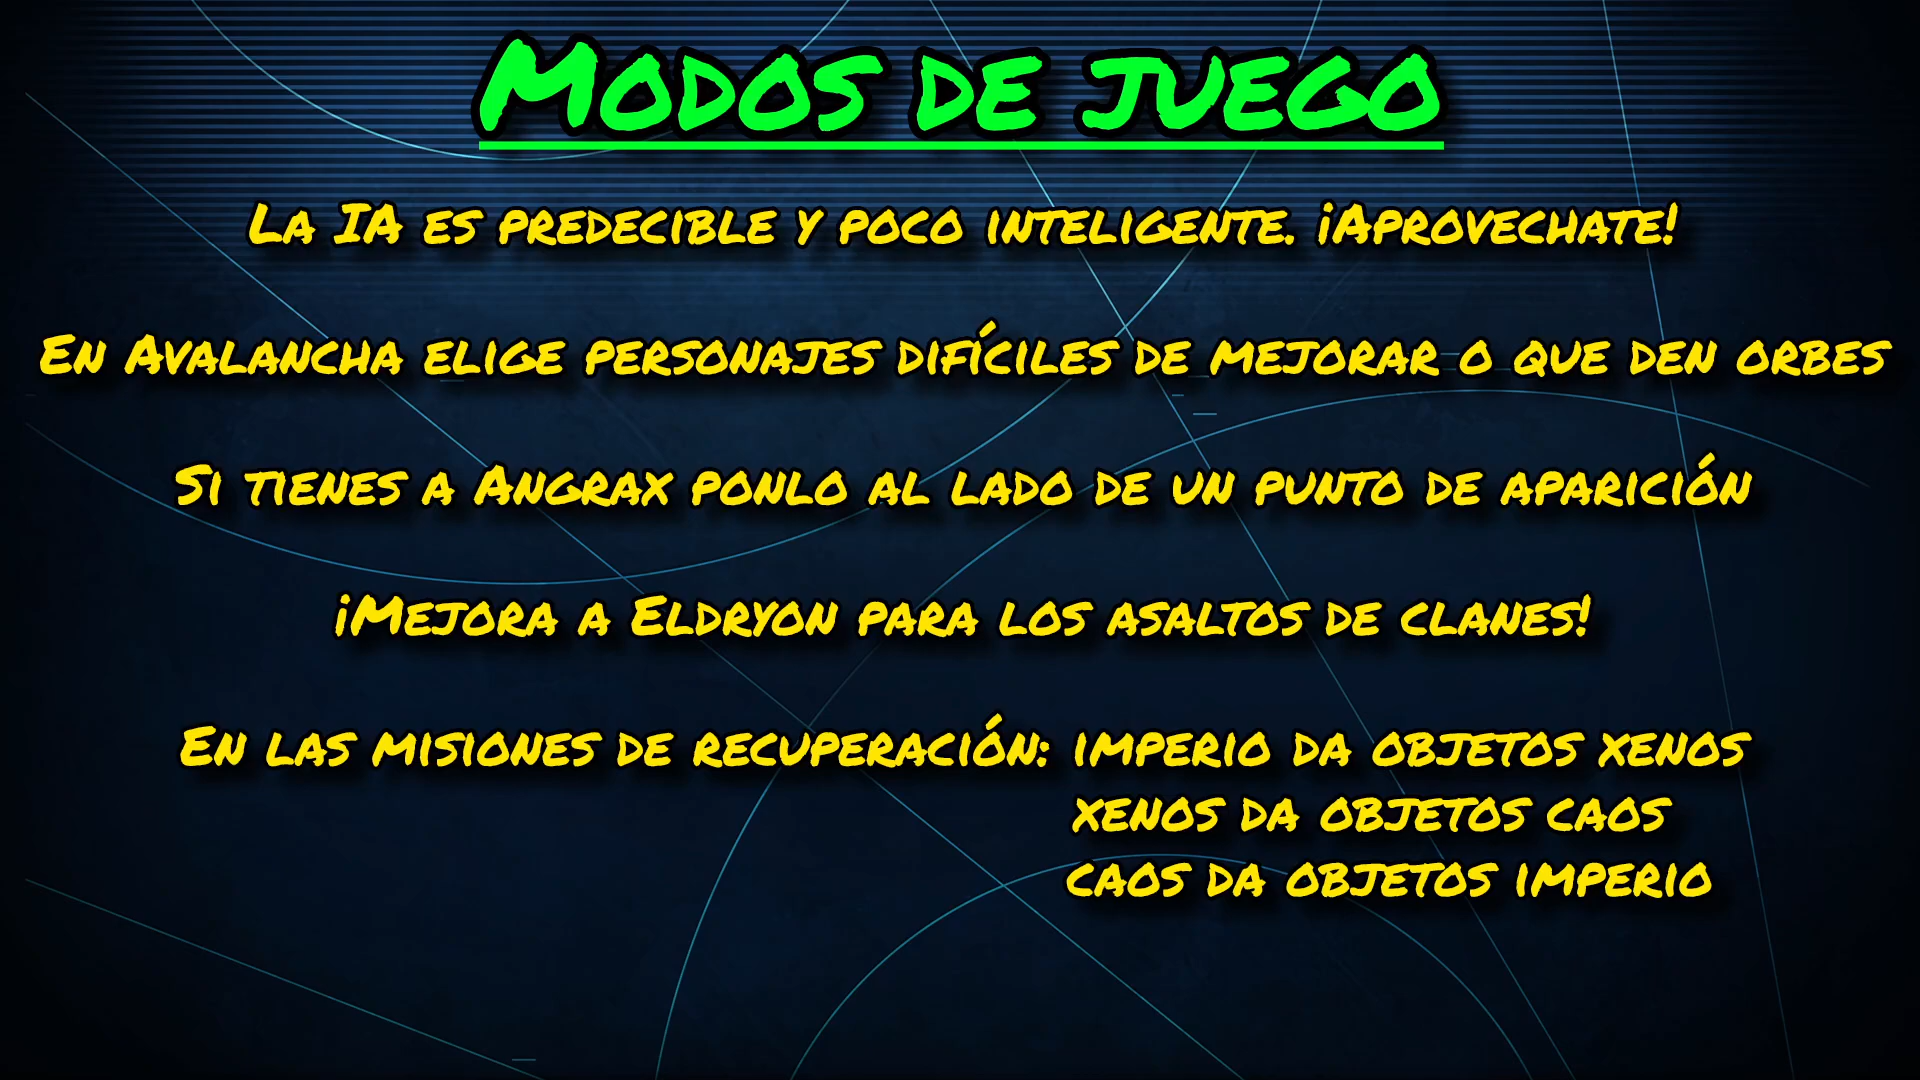 Modos de juego
La IA es predecible y poco inteligente. ¡Aprovechate!
En Avalancha elige personajes difíciles de mejorar o que den orbes
Si tienes a Angrax ponlo al lado de un punto de aparición
¡Mejora a Eldryon para los asaltos de clanes!
En las misiones de recuperación: imperio da objetos xenos
xenos da objetos caos
caos da objetos imperio